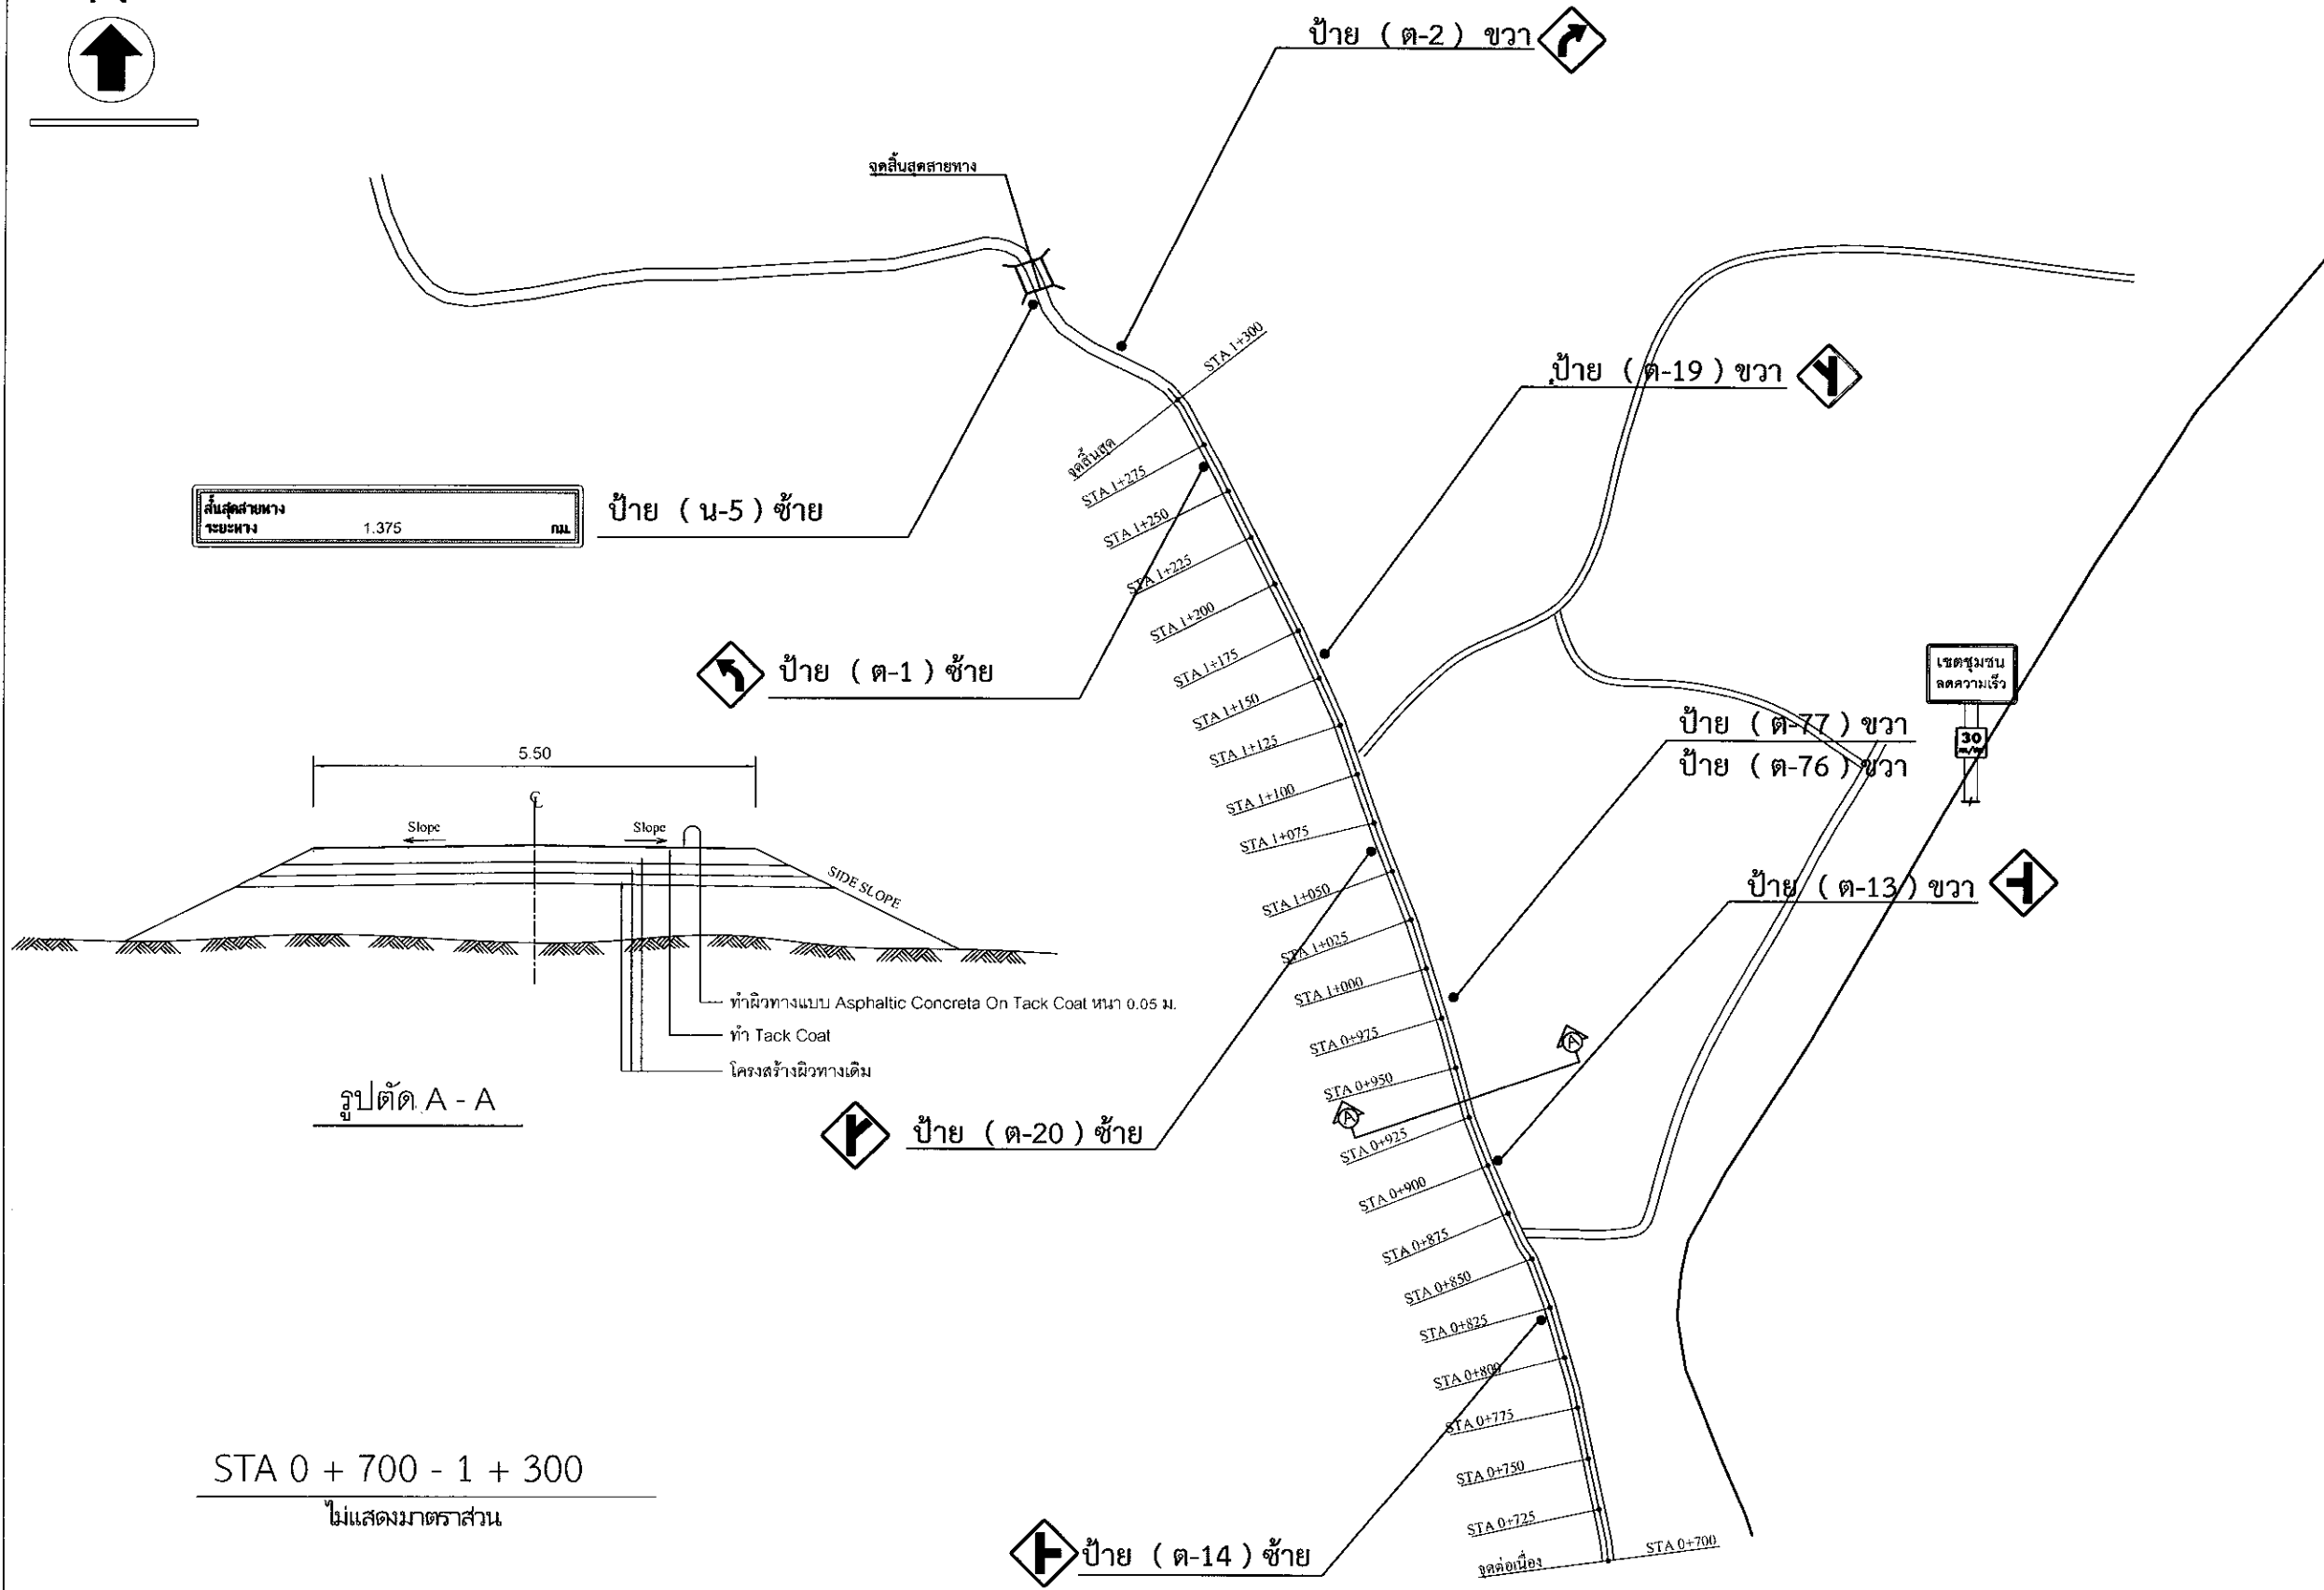 ป้าย ( ต-2 ) ขวา
จุดสิ้นสุดสายทาง
STA 1+300
ป้าย ( ต-19 ) ขวา
จุดสิ้นสุด
STA 1+275
สิ้นสุดสายทาง
ระยะทาง 1.375 กม.
ป้าย ( น-5 ) ซ้าย
STA 1+250
STA 1+225
STA 1+200
ป้าย ( ต-1 ) ซ้าย
STA 1+175
STA 1+150
เขตชุมชน
ลดความเร็ว
30
ป้าย ( ต-77 ) ขวา
ป้าย ( ต-76 ) ขวา
STA 1+125
STA 1+100
STA 1+075
5.50
Slope
Slope
SIDE SLOPE
ป้าย ( ต-13 ) ขวา
STA 1+050
STA 1+025
STA 1+000
ทำผิวทางแบบ Asphaltic Concreta On Tack Coat หนา 0.05 ม.
ทำ Tack Coat
โครงสร้างผิวทางเดิม
รูปตัด A - A
STA 0+975
A
STA 0+950
A
ป้าย ( ต-20 ) ซ้าย
STA 0+925
STA 0+900
STA 0+875
STA 0+850
STA 0+825
STA 0+800
STA 0+775
STA 0+750
STA 0+725
STA 0 + 700 - 1 + 300
ไม่แสดงมาตราส่วน
ป้าย ( ต-14 ) ซ้าย
จุดต่อเนื่อง
STA 0+700